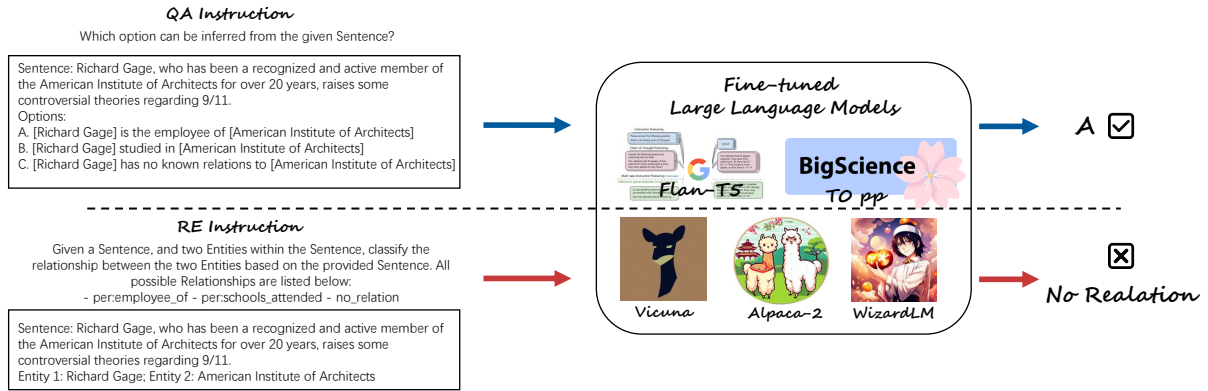 QA Instruction
Which option can be inferred from the given Sentence?
Sentence: Richard Gage, who has been a recognized and active member of
the American Institute of Architects for over 20 years, raises some
controversial theories regarding 9/11.
Options:
A. [Richard Gage] is the employee of [American Institute of Architects]
B. [Richard Gage] studied in [American Institute of Architects]
C. [Richard Gage] has no known relations to [American Institute of Architects]
RE Instruction
Given a Sentence, and two Entities within the Sentence, classify the
relationship between the two Entities based on the provided Sentence. All
possible Relationships are listed below:
- per:employee_of - per:schools_attended - no_relation
Sentence: Richard Gage, who has been a recognized and active member of
the American Institute of Architects for over 20 years, raises some
controversial theories regarding 9/11.
Entity 1: Richard Gage; Entity 2: American Institute of Architects
Fine-tuned
Large Language Models
Flan-T5
BigScience
T0 pp
Vicuna
Alpaca-2
WizardLM
A
No Realation